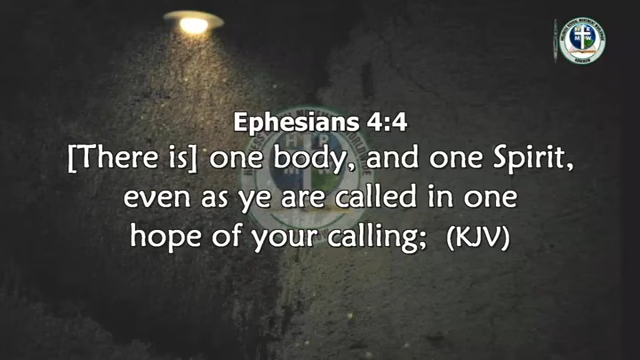 Ephesians 4:4
[There is] one body, and one Spirit,
even as ye are called in one
hope of your calling; (KJV)